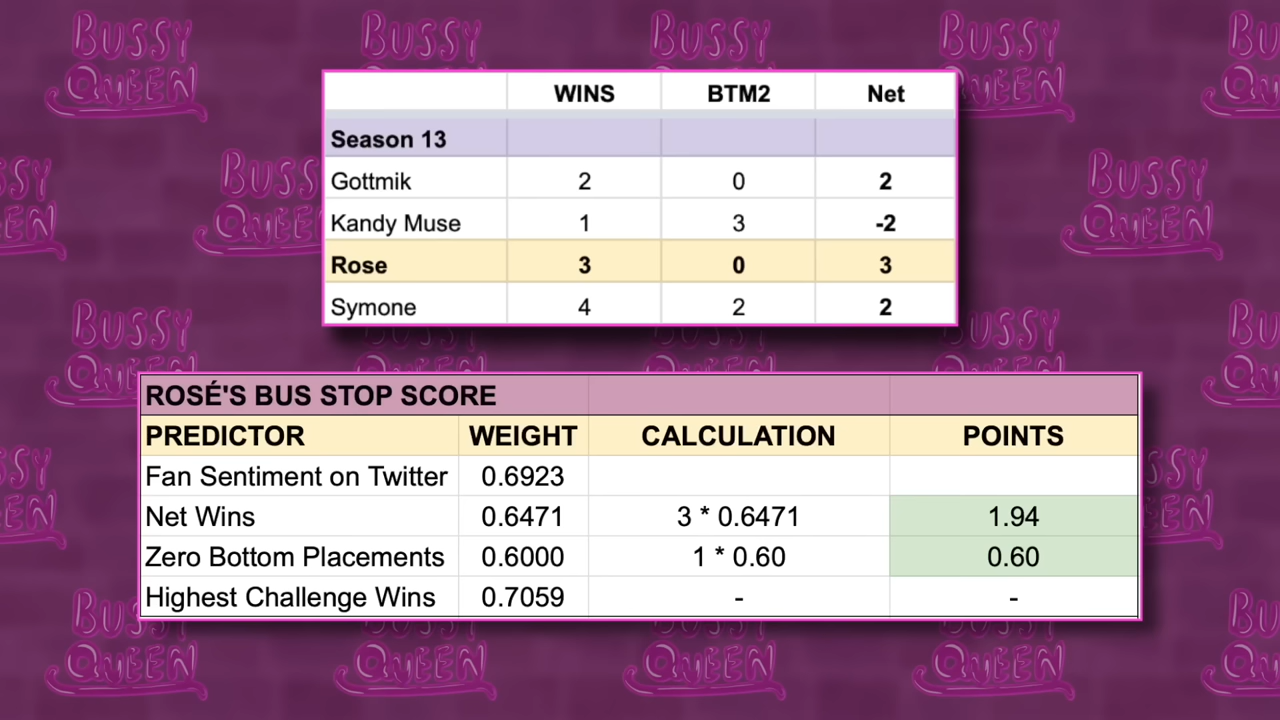 BUSSY QUEEN
WINS BTM2 Net
Season 13
Gottmik 2 0 2
Kandy Muse 1 3 -2
Rose 3 0 3
Symone 4 2 2
ROSÉ'S BUS STOP SCORE
PREDICTOR WEIGHT CALCULATION POINTS
Fan Sentiment on Twitter 0.6923
Net Wins 0.6471 3 * 0.6471 1.94
Zero Bottom Placements 0.6000 1 * 0.60 0.60
Highest Challenge Wins 0.7059 - -